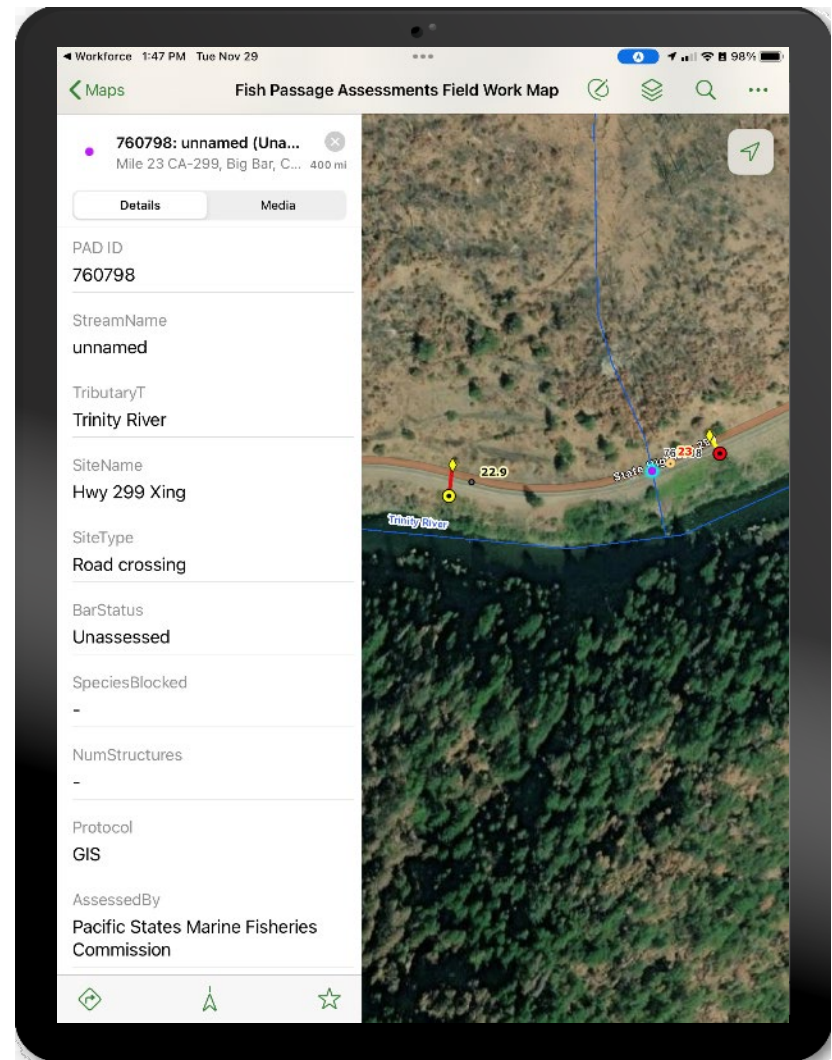 Workforce 1:47 PM Tue Nov 29
98%
Maps
Fish Passage Assessments Field Work Map
760798: unnamed (Una...
Mile 23 CA-299, Big Bar, C... 400 mi
Details Media
PAD ID
760798
StreamName
unnamed
TributaryT
Trinity River
SiteName
Hwy 299 Xing
SiteType
Road crossing
BarStatus
Unassessed
SpeciesBlocked
-
NumStructures
-
Protocol
GIS
AssessedBy
Pacific States Marine Fisheries
Commission
22.9
State
23
Trinity River